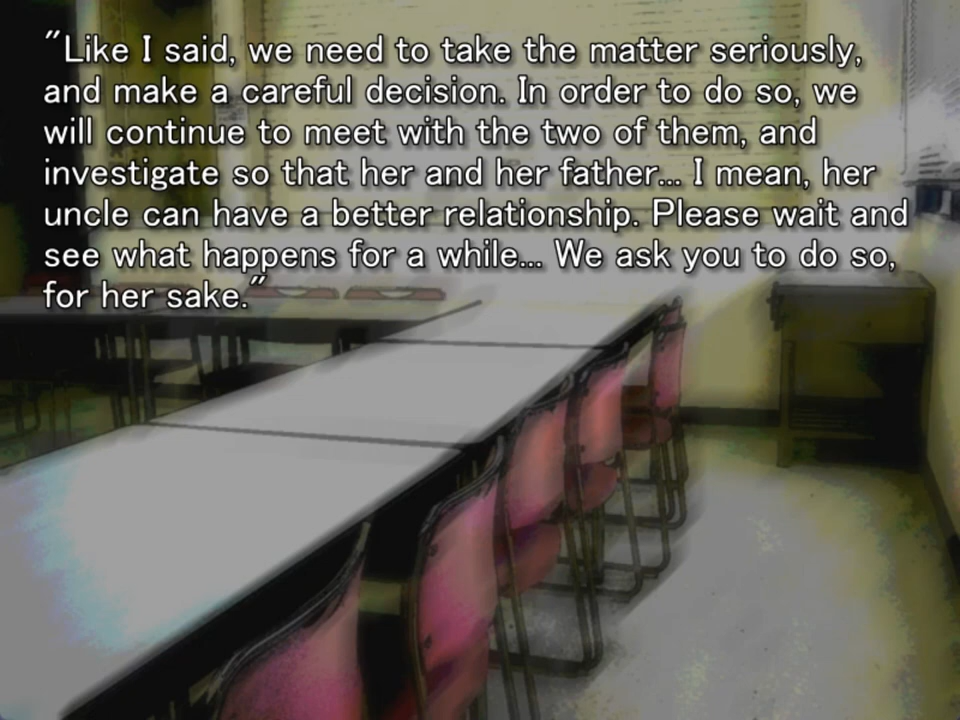 "Like I said, we need to take the matter seriously,
and make a careful decision. In order to do so, we
will continue to meet with the two of them, and
investigate so that her and her father... I mean, her
uncle can have a better relationship. Please wait and
see what happens for a while... We ask you to do so,
for her sake."